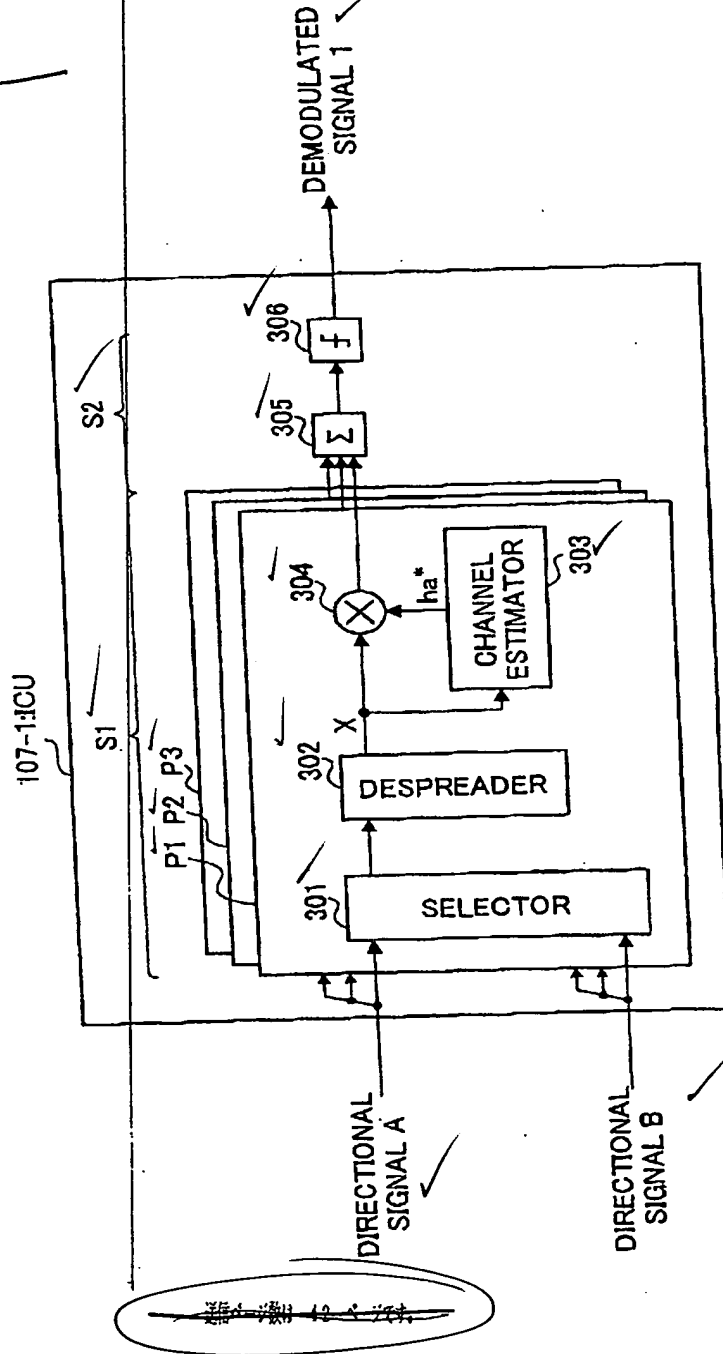 107-1:ICU
S1
S2
P1
P2
P3
301
SELECTOR
302
DESPREADER
X
304
ha*
CHANNEL
ESTIMATOR
303
305
Σ
306
DIRECTIONAL
SIGNAL A
DIRECTIONAL
SIGNAL B
DEMODULATED
SIGNAL 1